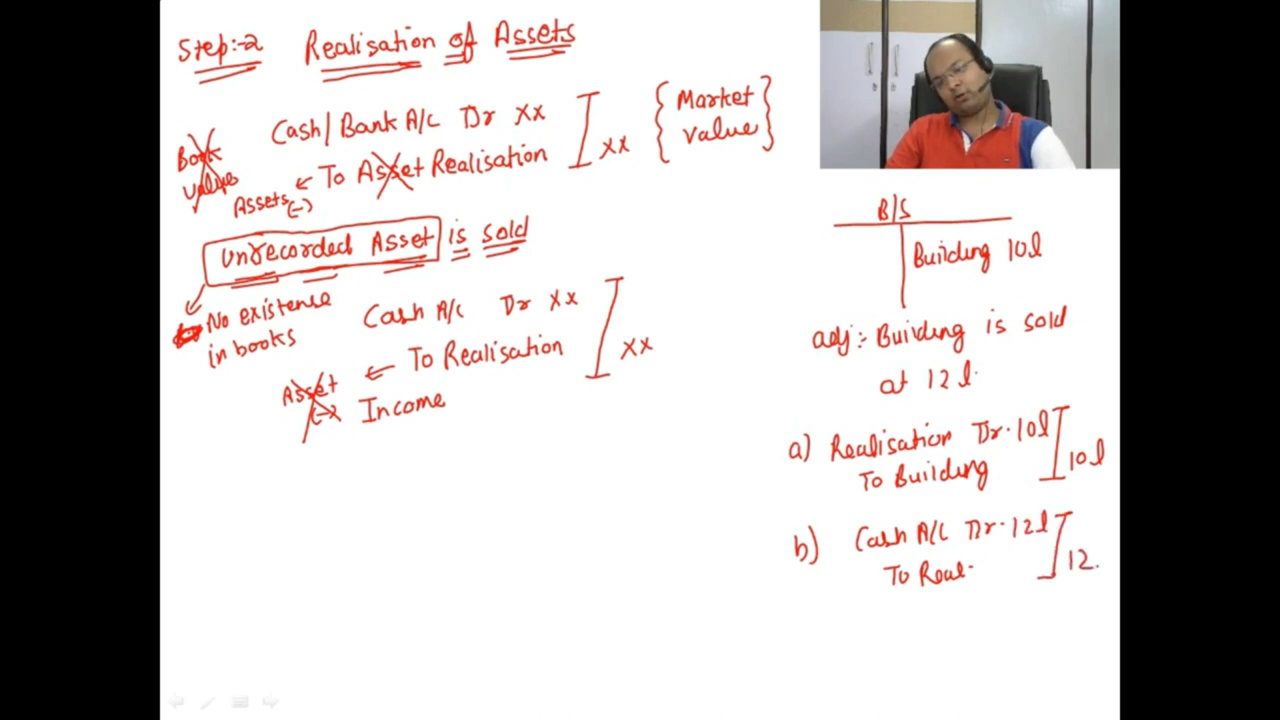 Step:-2 Realisation of Assets
Book value
Cash/Bank A/C Dr xx
To Asset Realisation xx
{Market value}
Assets (-)
Unrecorded Asset is sold
No existense in books
Cash A/C Dr xx
To Realisation xx
Asset (-)
Income
B/S
Building 10l
adj:- Building is sold
at 12l.
a) Realisation Dr. 10l
To Building 10l
b) Cash A/C Dr. 12l
To Real. 12.